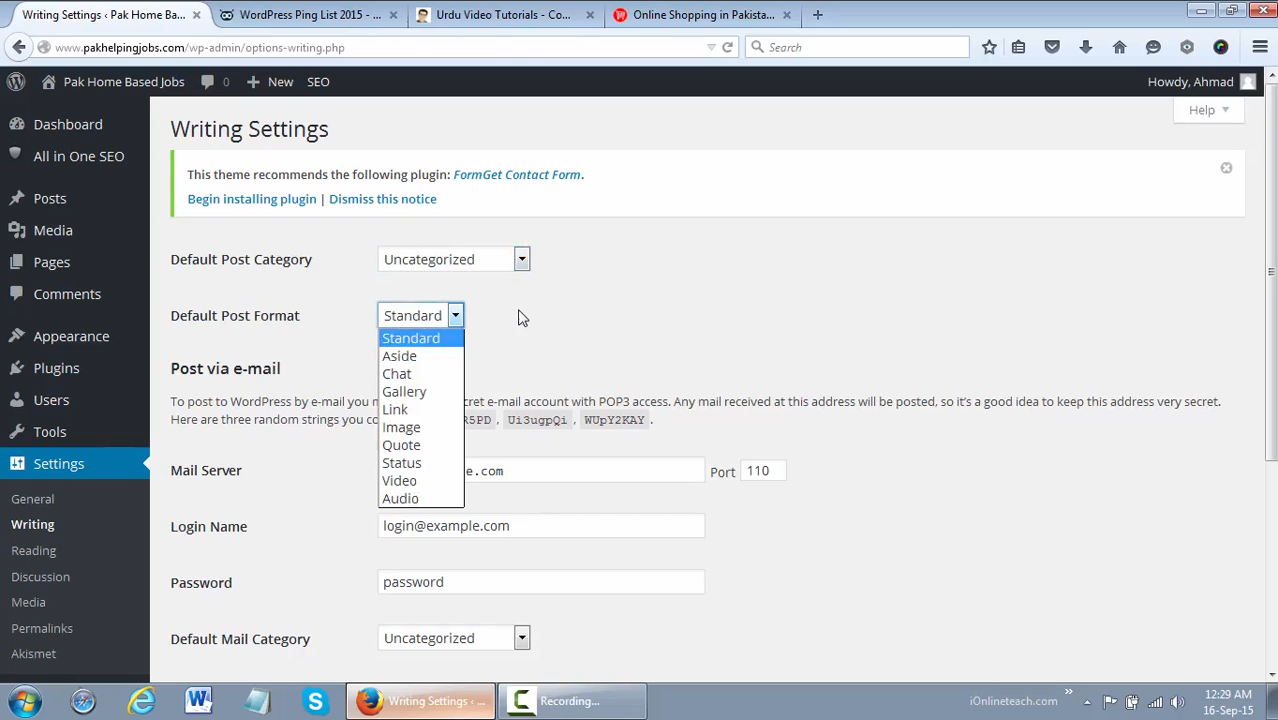 Writing Settings ‹ Pak Home Ba...
WordPress Ping List 2015 - ...
Urdu Video Tutorials - Co...
Online Shopping in Pakista...
www.pakhelpingjobs.com/wp-admin/options-writing.php
Search
Pak Home Based Jobs
0
New
SEO
Howdy, Ahmad
Help
Dashboard
All in One SEO
Posts
Media
Pages
Comments
Appearance
Plugins
Users
Tools
Settings
General
Writing
Reading
Discussion
Media
Permalinks
Akismet
Writing Settings
This theme recommends the following plugin: FormGet Contact Form.
Begin installing plugin | Dismiss this notice
Default Post Category
Uncategorized
Default Post Format
Standard
Standard
Aside
Chat
Gallery
Link
Image
Quote
Status
Video
Audio
Post via e-mail
To post to WordPress by e-mail you m
cret e-mail account with POP3 access. Any mail received at this address will be posted, so it's a good idea to keep this address very secret.
Here are three random strings you co
R5PD , Ui3ugpQi , WUpY2KAY .
Mail Server
e.com
Port 110
Login Name
login@example.com
Password
password
Default Mail Category
Uncategorized
Writing Settings ‹ ...
Recording...
iOnlineteach.com
12:29 AM
16-Sep-15